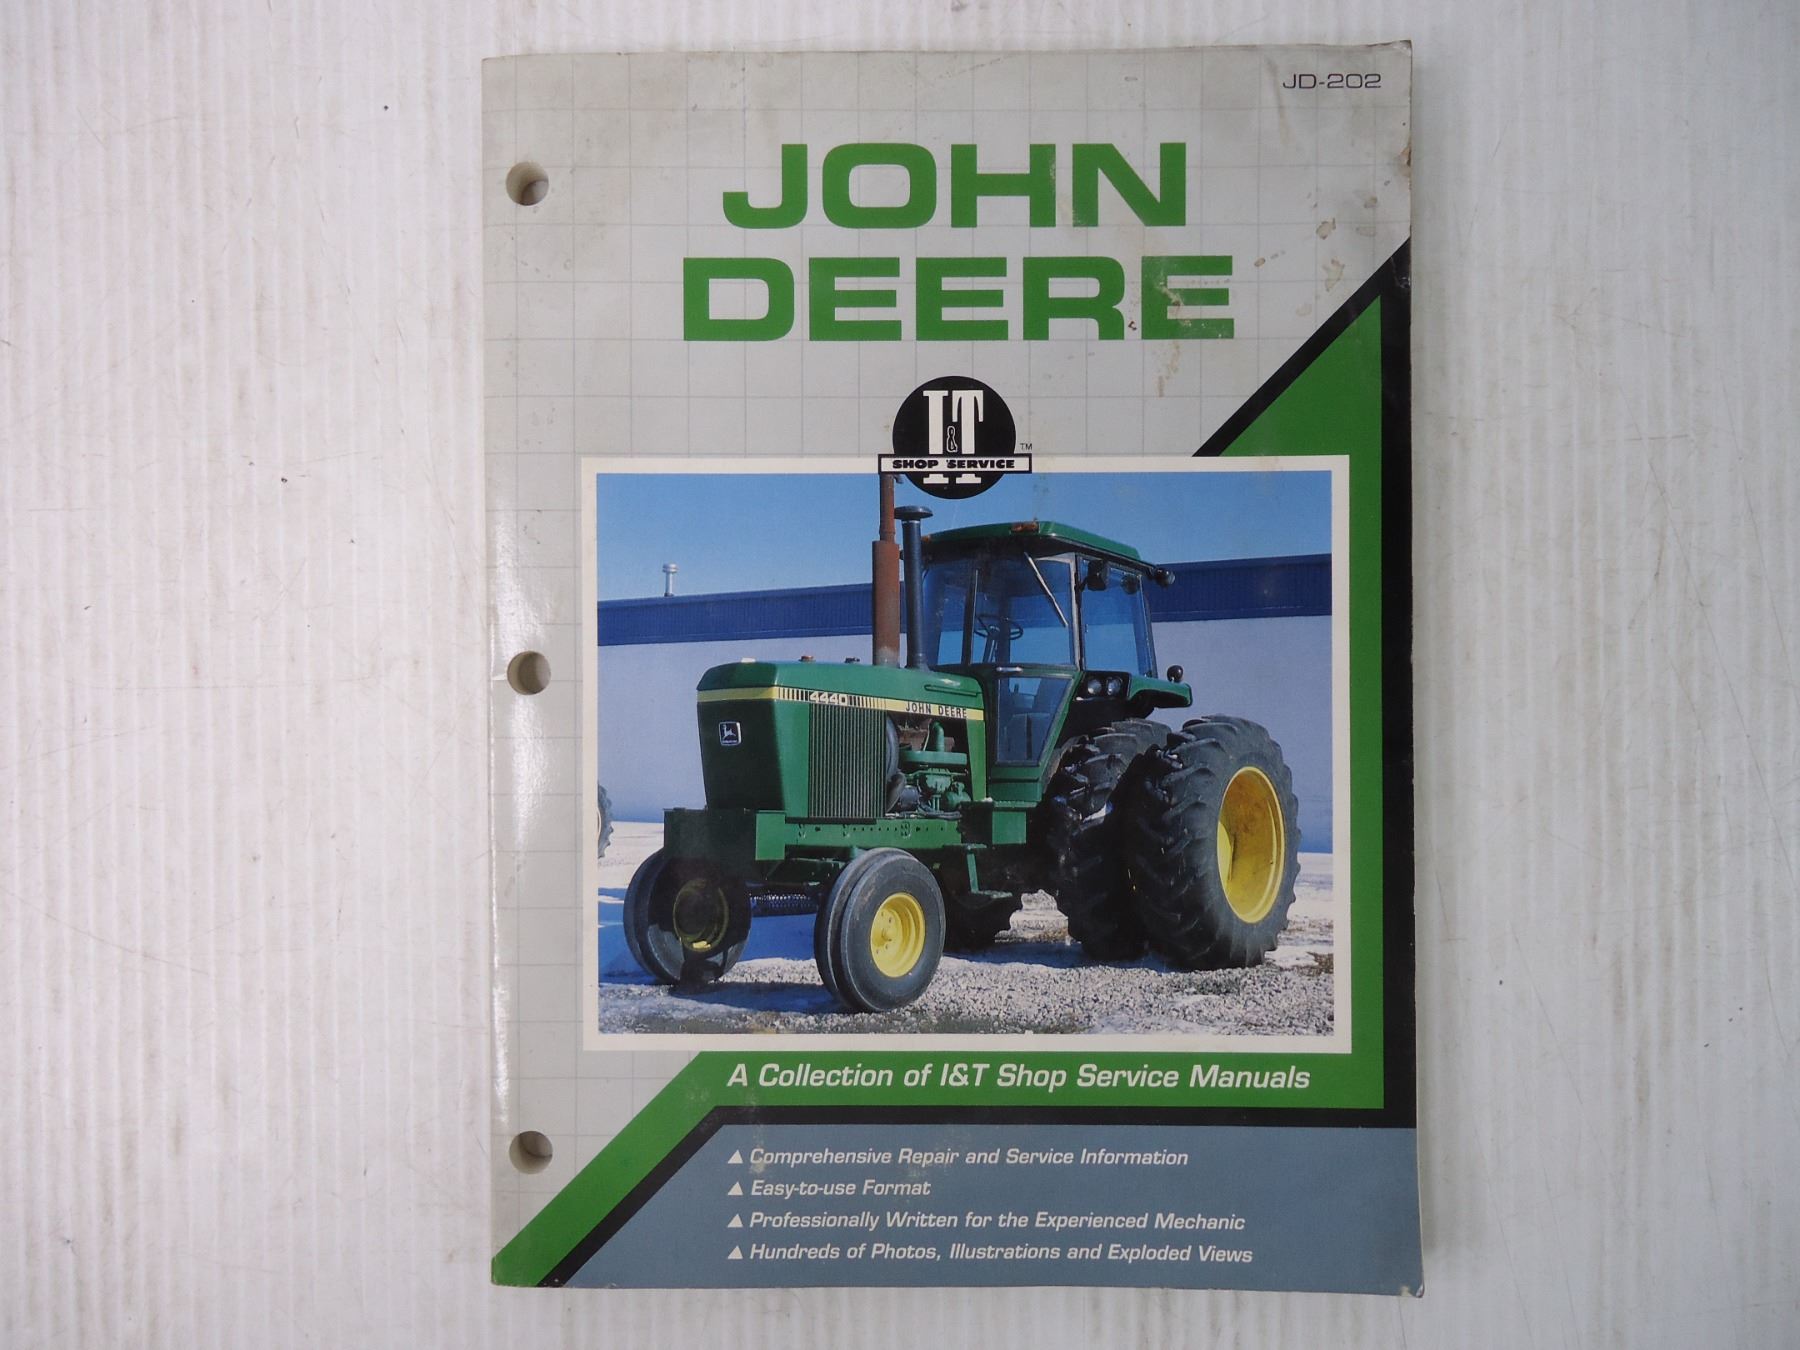 JD-202
JOHN
DEERE
I&T
TM
SHOP SERVICE
4440
JOHN DEERE
A Collection of I&T Shop Service Manuals
▲ Comprehensive Repair and Service Information
▲ Easy-to-use Format
▲ Professionally Written for the Experienced Mechanic
▲ Hundreds of Photos, Illustrations and Exploded Views